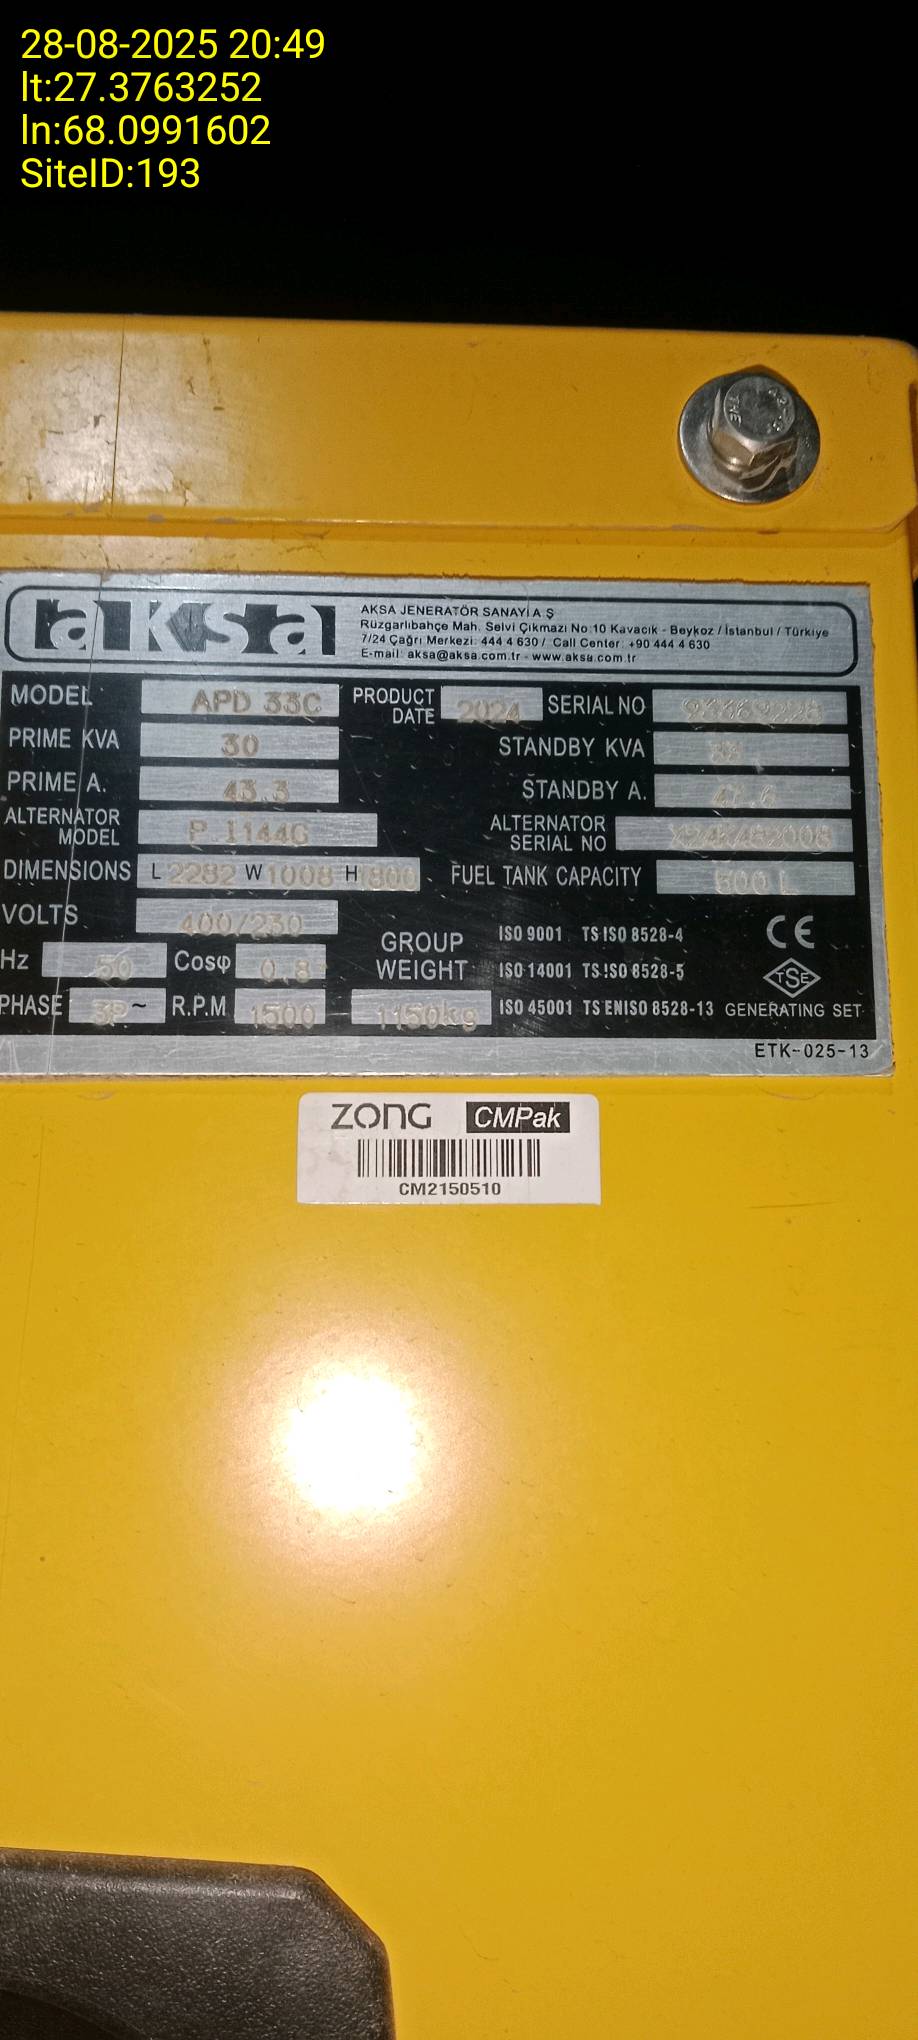 28-08-2025 20:49
lt:27.3763252
ln:68.0991602
SiteID:193
aksa
AKSA JENERATÖR SANAYİ A.Ş
Rüzgarlıbahçe Mah. Selvi Çıkmazı No:10 Kavacık - Beykoz / İstanbul / Türkiye
7/24 Çağrı Merkezi: 444 4 630 / Call Center: +90 444 4 630
E-mail: aksa@aksa.com.tr - www.aksa.com.tr
MODEL APD 33C PRODUCT DATE 2024 SERIAL NO
PRIME KVA 30 STANDBY KVA 33
PRIME A. 43.3 STANDBY A.
ALTERNATOR MODEL P.I144G ALTERNATOR SERIAL NO
DIMENSIONS L 2282 W 1008 H 1800 FUEL TANK CAPACITY 500 L
VOLTS 400/230
Hz 50 Cosφ 0,8
PHASE 3P~ R.P.M 1500
GROUP WEIGHT 1150kg
ISO 9001 TS ISO 8528-4
ISO 14001 TS ISO 8528-5
ISO 45001 TS EN ISO 8528-13
CE
TSE
GENERATING SET
ETK-025-13
ZONG CMPak
CM2150510